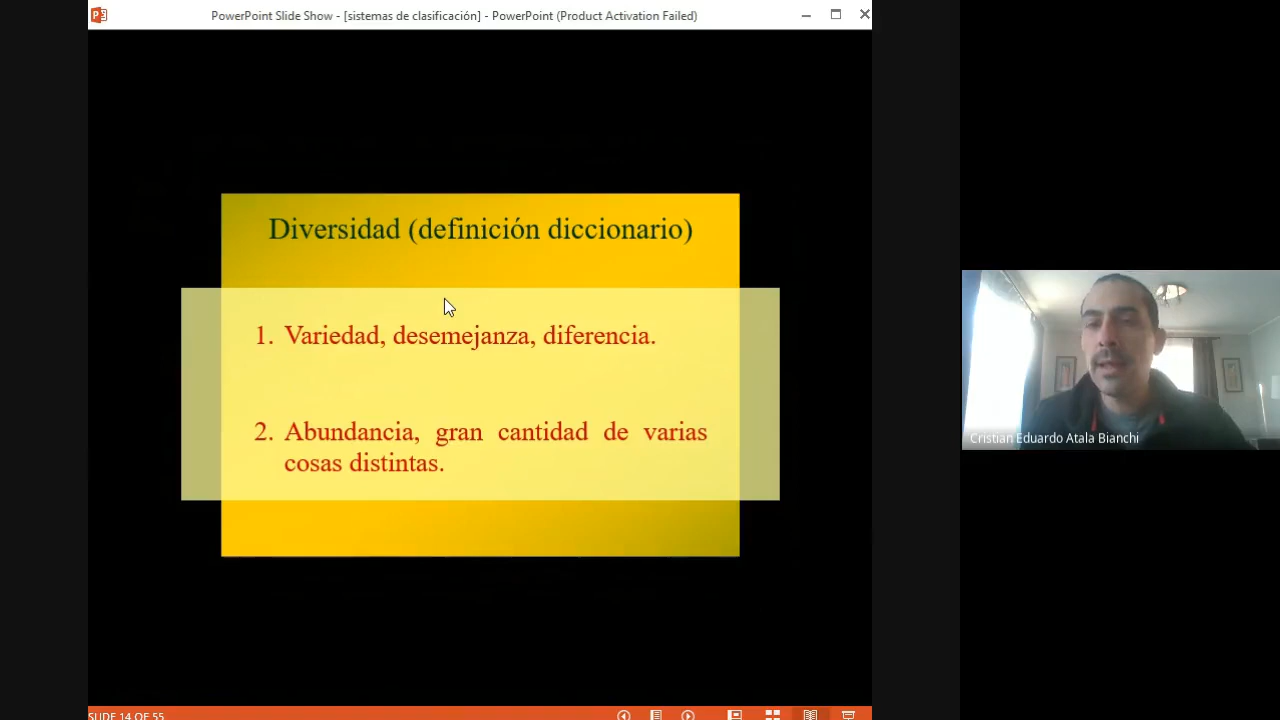 PowerPoint Slide Show - [sistemas de clasificación] - PowerPoint (Product Activation Failed)
Diversidad (definición diccionario)
1. Variedad, desemejanza, diferencia.
2. Abundancia, gran cantidad de varias
cosas distintas.
Cristian Eduardo Atala Bianchi
SLIDE 14 OF 55